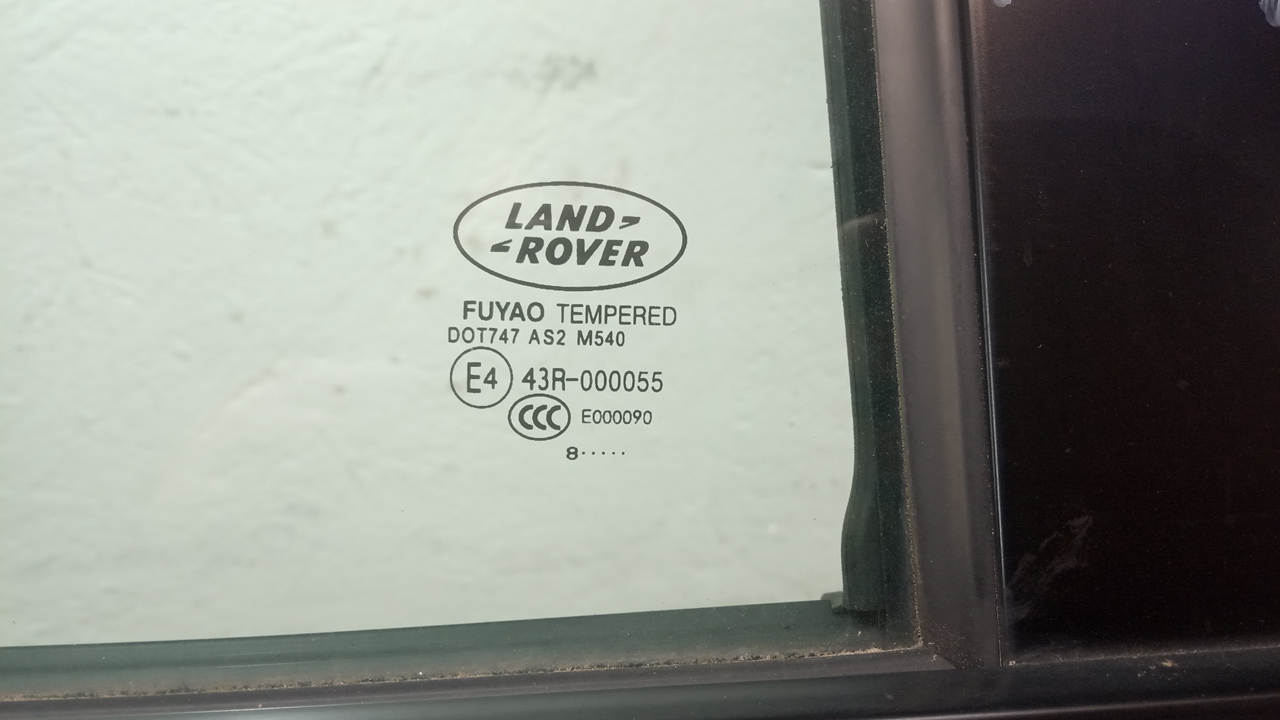 LAND
ROVER
FUYAO TEMPERED
DOT747 AS2 M540
E4 43R-000055
CCC E000090
8·····